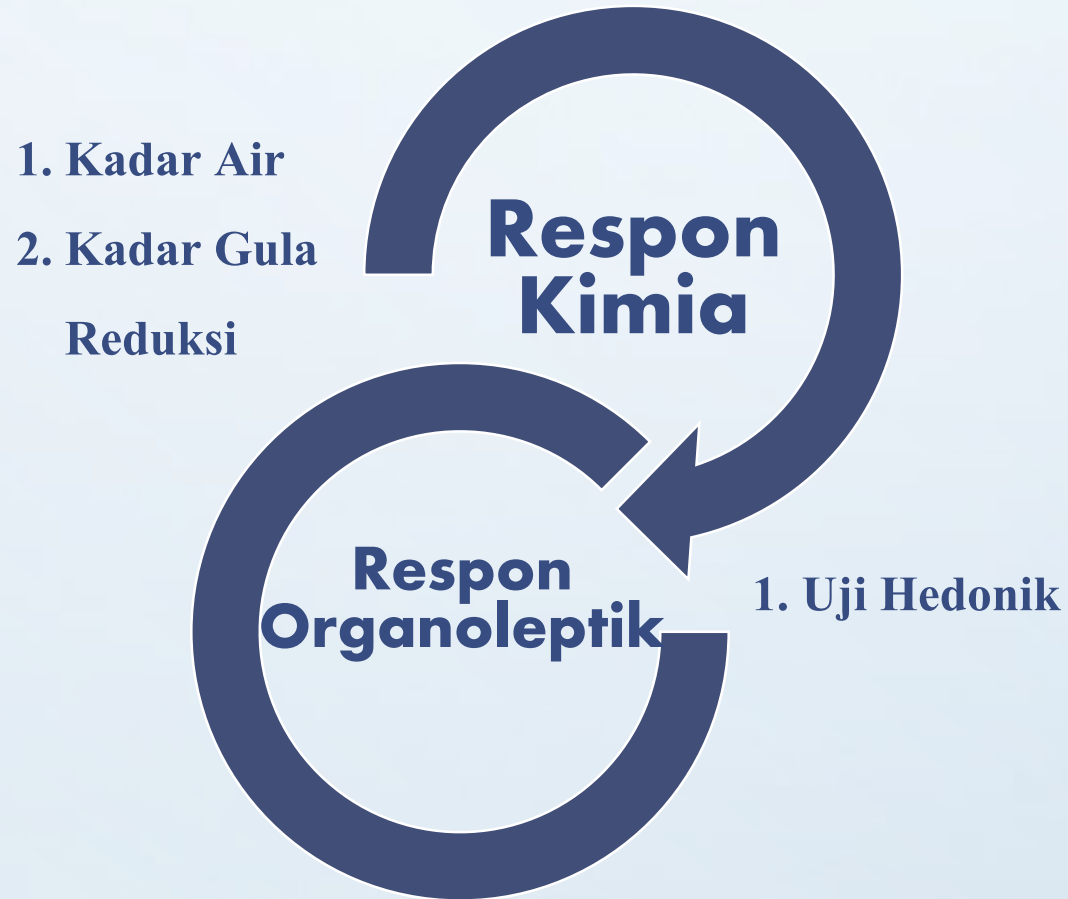 1. Kadar Air
2. Kadar Gula
Reduksi
Respon
Kimia
Respon
Organoleptik
1. Uji Hedonik